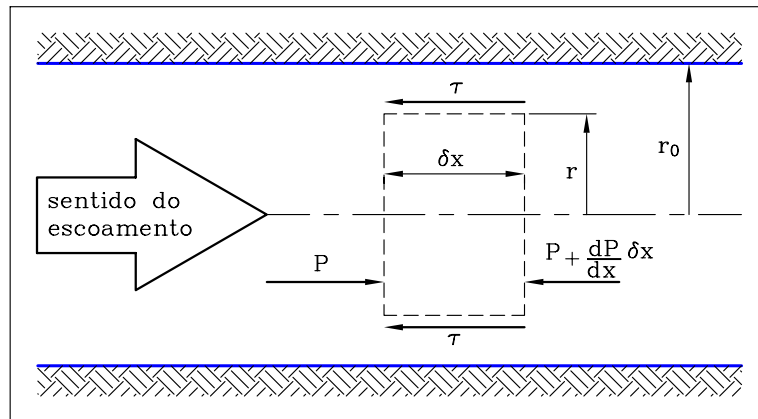 τ
δx
r
r₀
sentido do
escoamento
P
P + dP/dx δx
τ